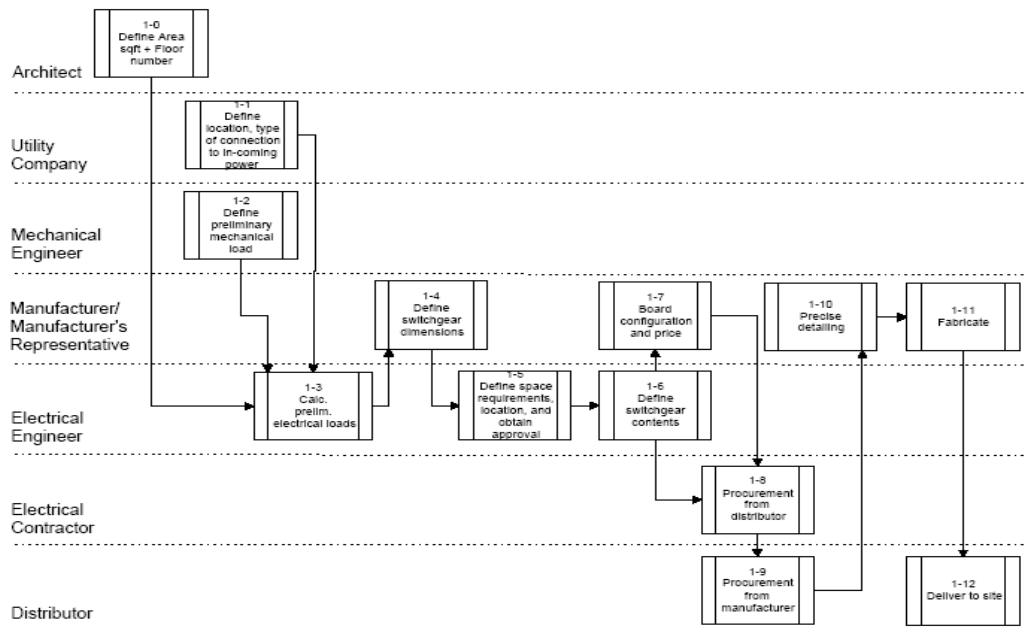 1-0
Define Area
sqft + Floor
number
Architect
1-1
Define
location, type
of connection
to in-coming
power
Utility
Company
1-2
Define
preliminary
mechanical
load
Mechanical
Engineer
1-4
Define
switchgear
dimensions
1-7
Board
configuration
and price
1-10
Precise
detailing
1-11
Fabricate
Manufacturer/
Manufacturer's
Representative
1-3
Calc.
prelim.
electrical loads
1-5
Define space
requirements,
location, and
obtain
approval
1-6
Define
switchgear
contents
Electrical
Engineer
1-8
Procurement
from
distributor
Electrical
Contractor
1-9
Procurement
from
manufacturer
1-12
Deliver to site
Distributor